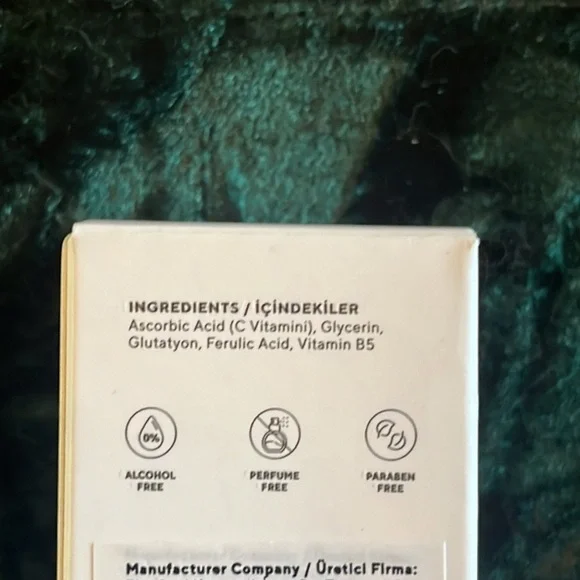 INGREDIENTS / İÇİNDEKİLER
Ascorbic Acid (C Vitamini), Glycerin,
Glutatyon, Ferulic Acid, Vitamin B5
0%
ALCOHOL
FREE
PERFUME
FREE
PARABEN
FREE
Manufacturer Company / Üretici Firma: